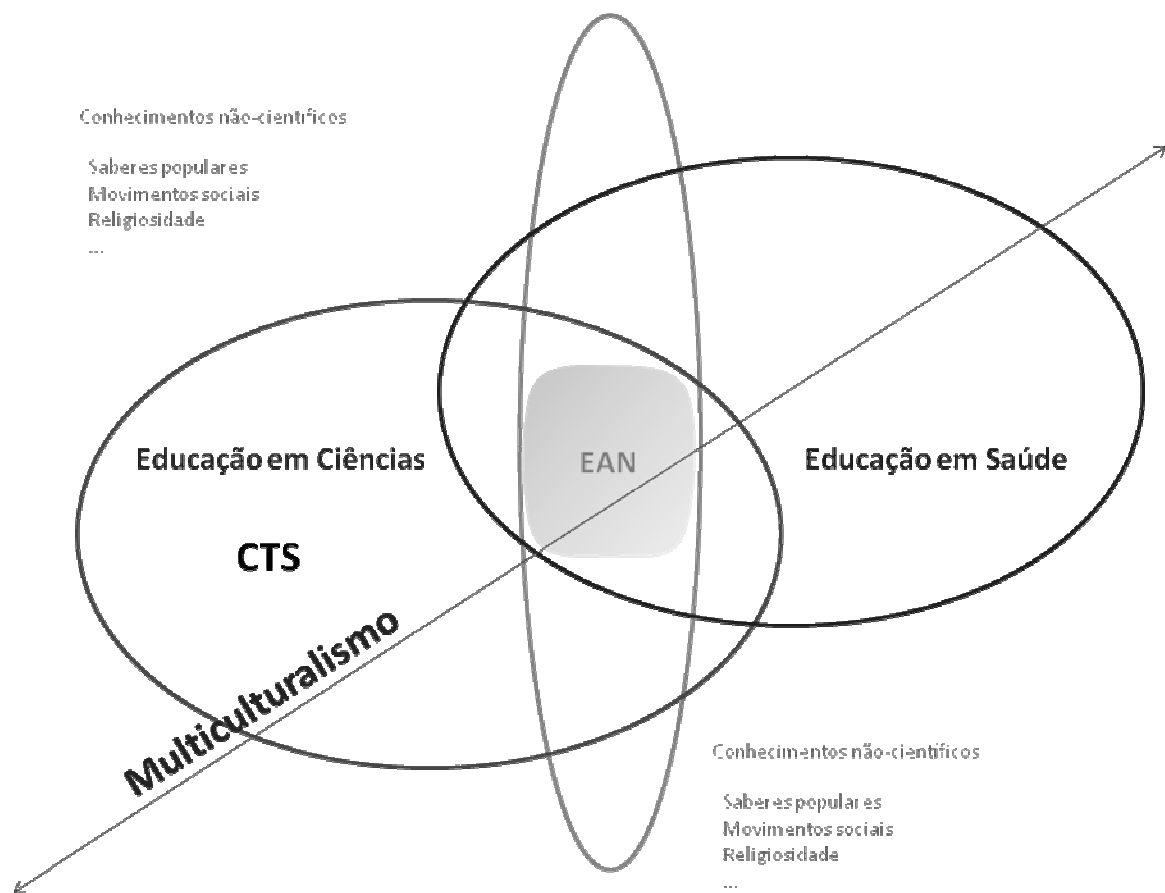 Conhecimentos não-científicos
Saberes populares
Movimentos sociais
Religiosidade
...
Educação em Ciências
EAN
Educação em Saúde
CTS
Multiculturalismo
Conhecimentos não-científicos
Saberes populares
Movimentos sociais
Religiosidade
...